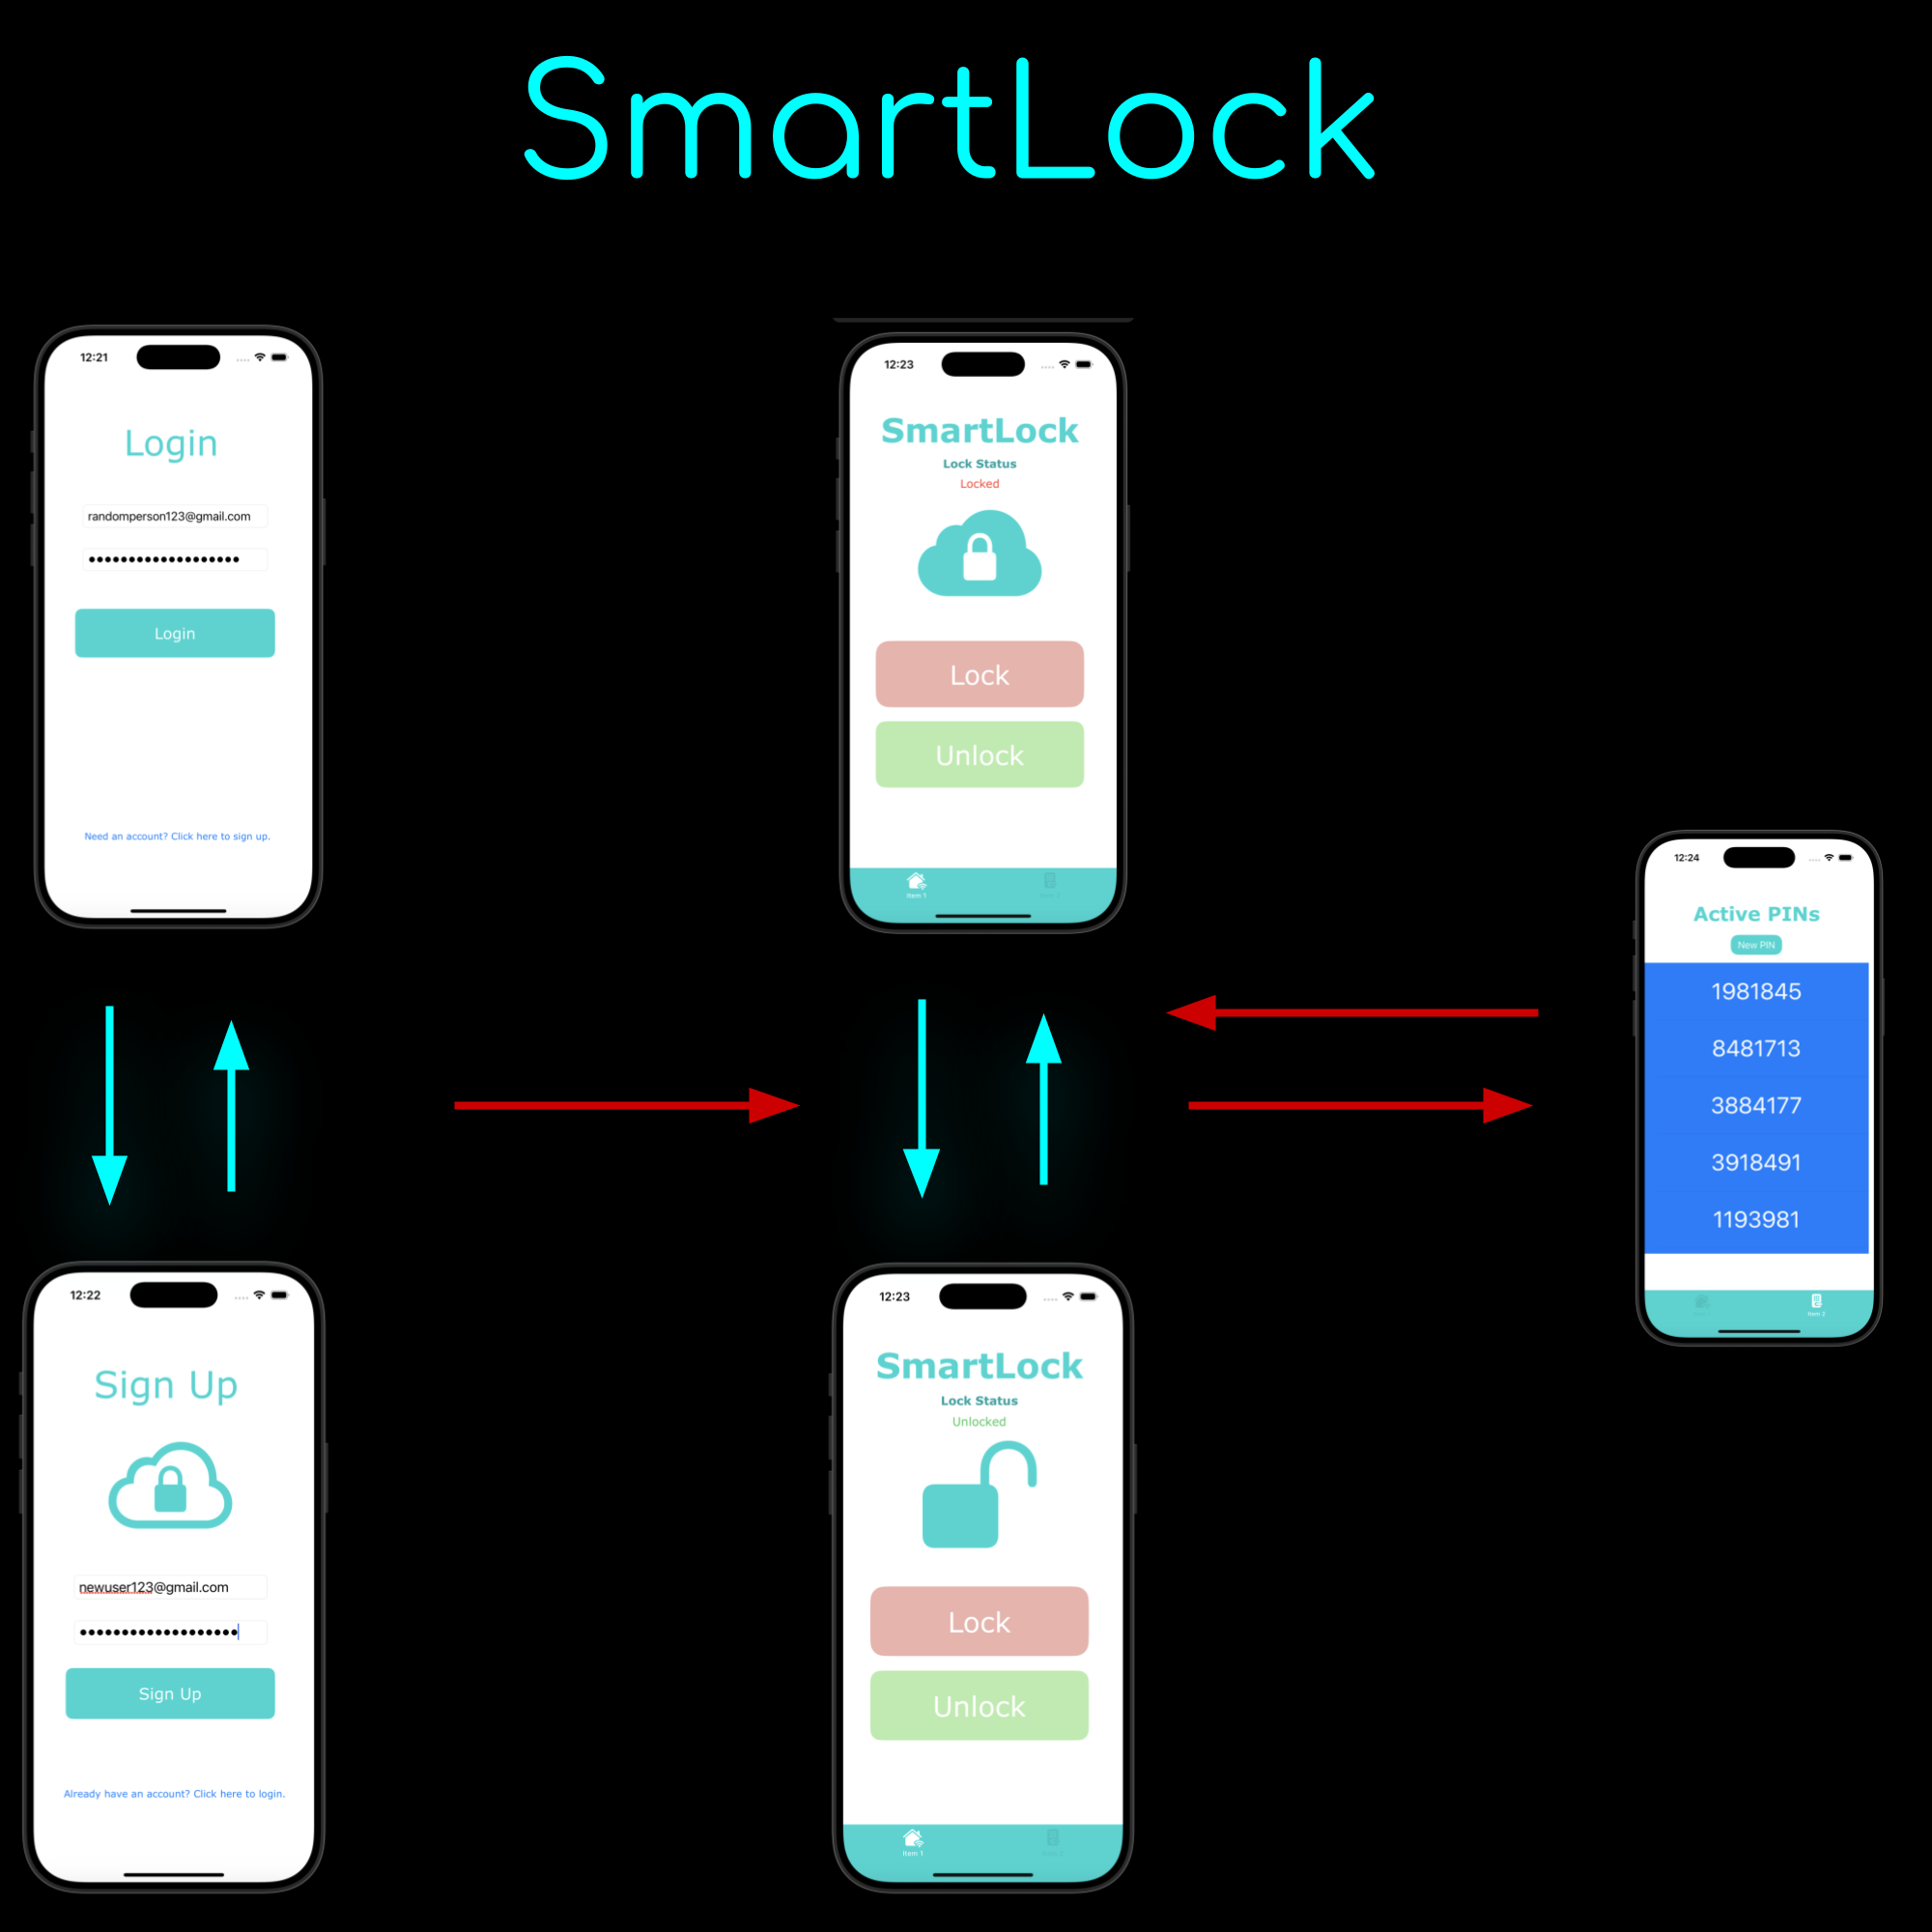 SmartLock
12:21
Login
randomperson123@gmail.com
Login
Need an account? Click here to sign up.
12:22
Sign Up
newuser123@gmail.com
Sign Up
Already have an account? Click here to login.
12:23
SmartLock
Lock Status
Locked
Lock
Unlock
Item 1
12:23
SmartLock
Lock Status
Unlocked
Lock
Unlock
Item 1
12:24
Active PINs
New PIN
1981845
8481713
3884177
3918491
1193981
Item 2